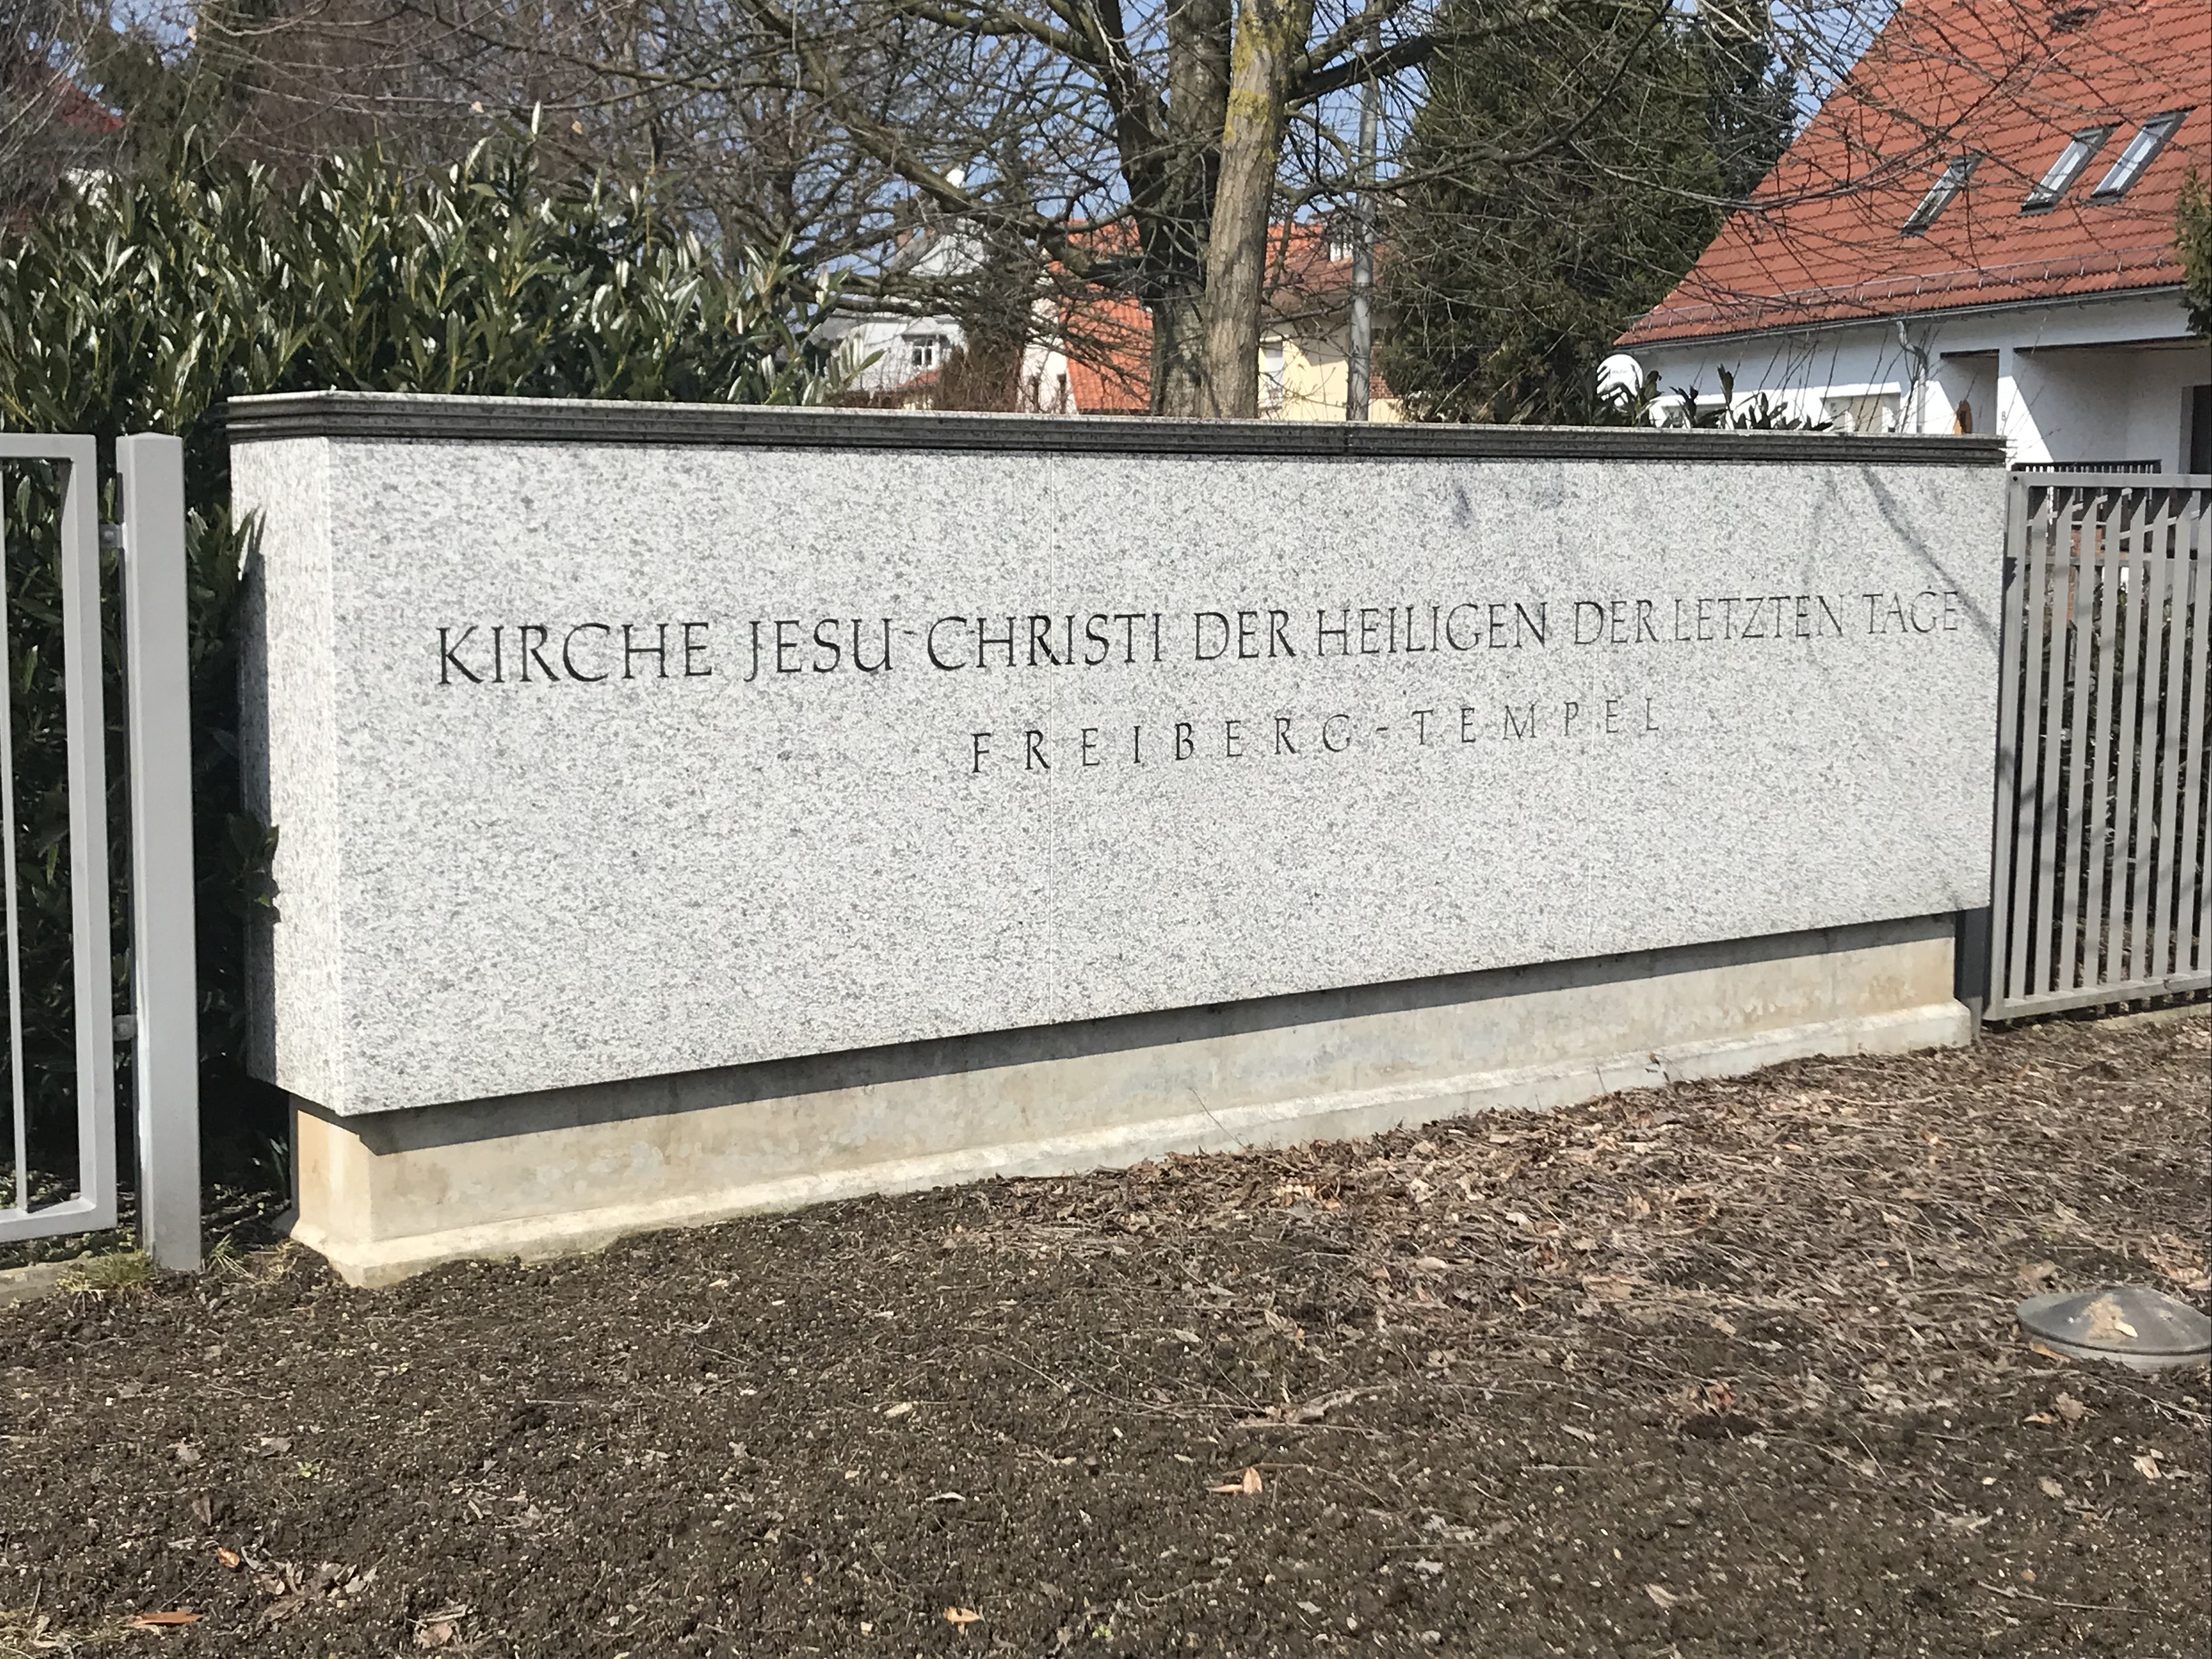 KIRCHE JESU CHRISTI DER HEILIGEN DER LETZTEN TAGE
FREIBERG-TEMPEL